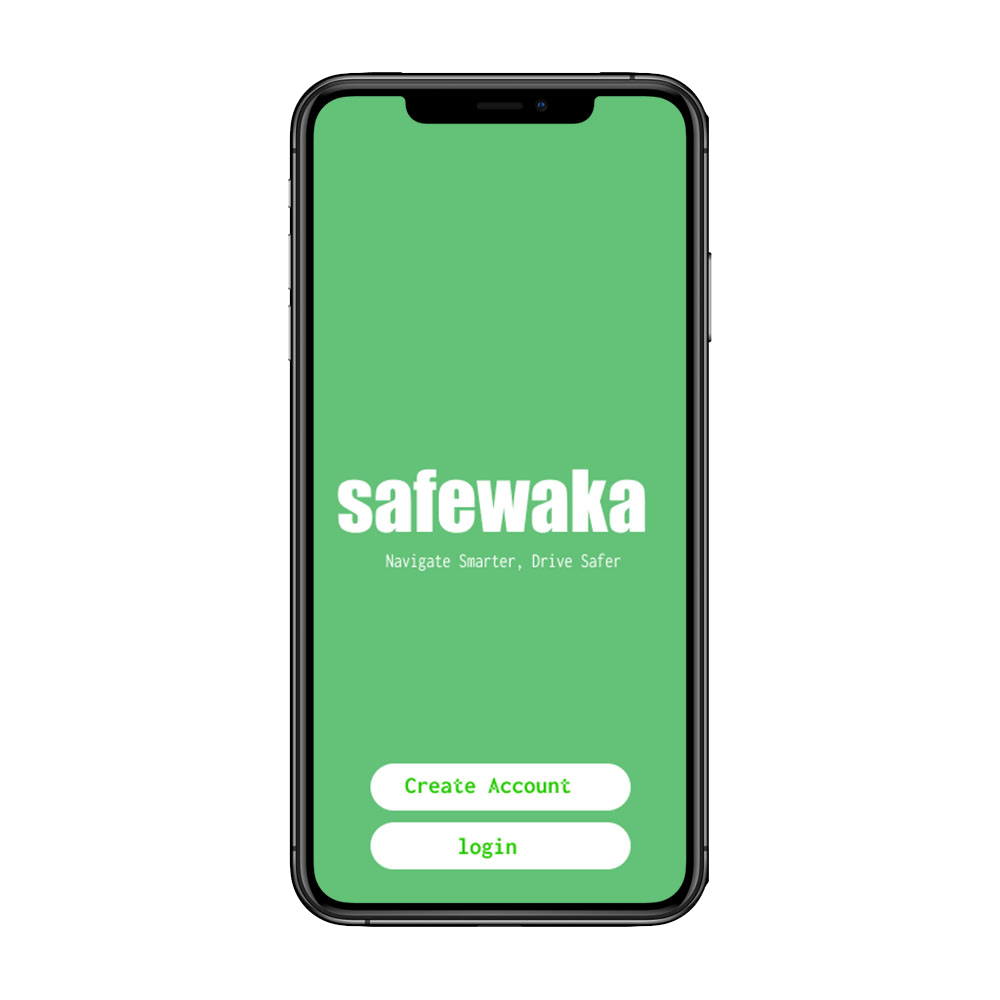 safewaka
Navigate Smarter, Drive Safer
Create Account
login